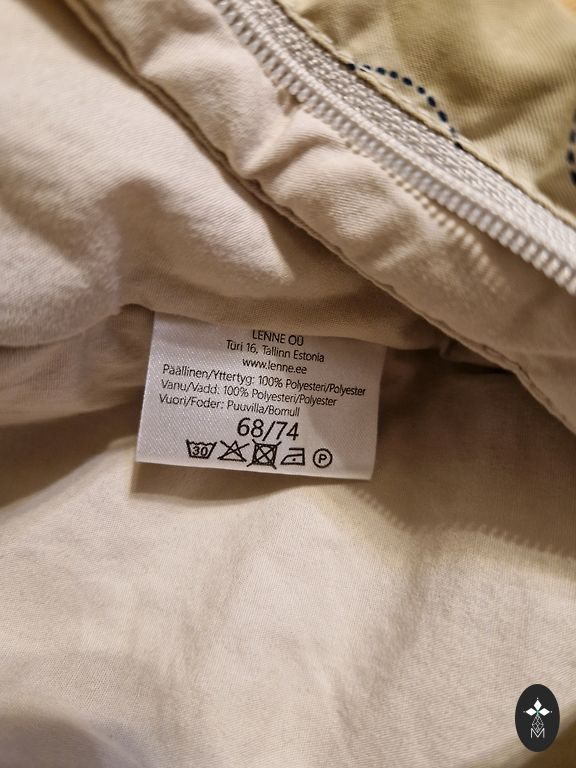 LENNE OÜ
Türi 16, Tallinn Estonia
www.lenne.ee
Päällinen/Yttertyg: 100% Polyesteri/Polyester
Vanu/Vadd: 100% Polyesteri/Polyester
Vuori/Foder: Puuvilla/Bomull
68/74
30 P
M